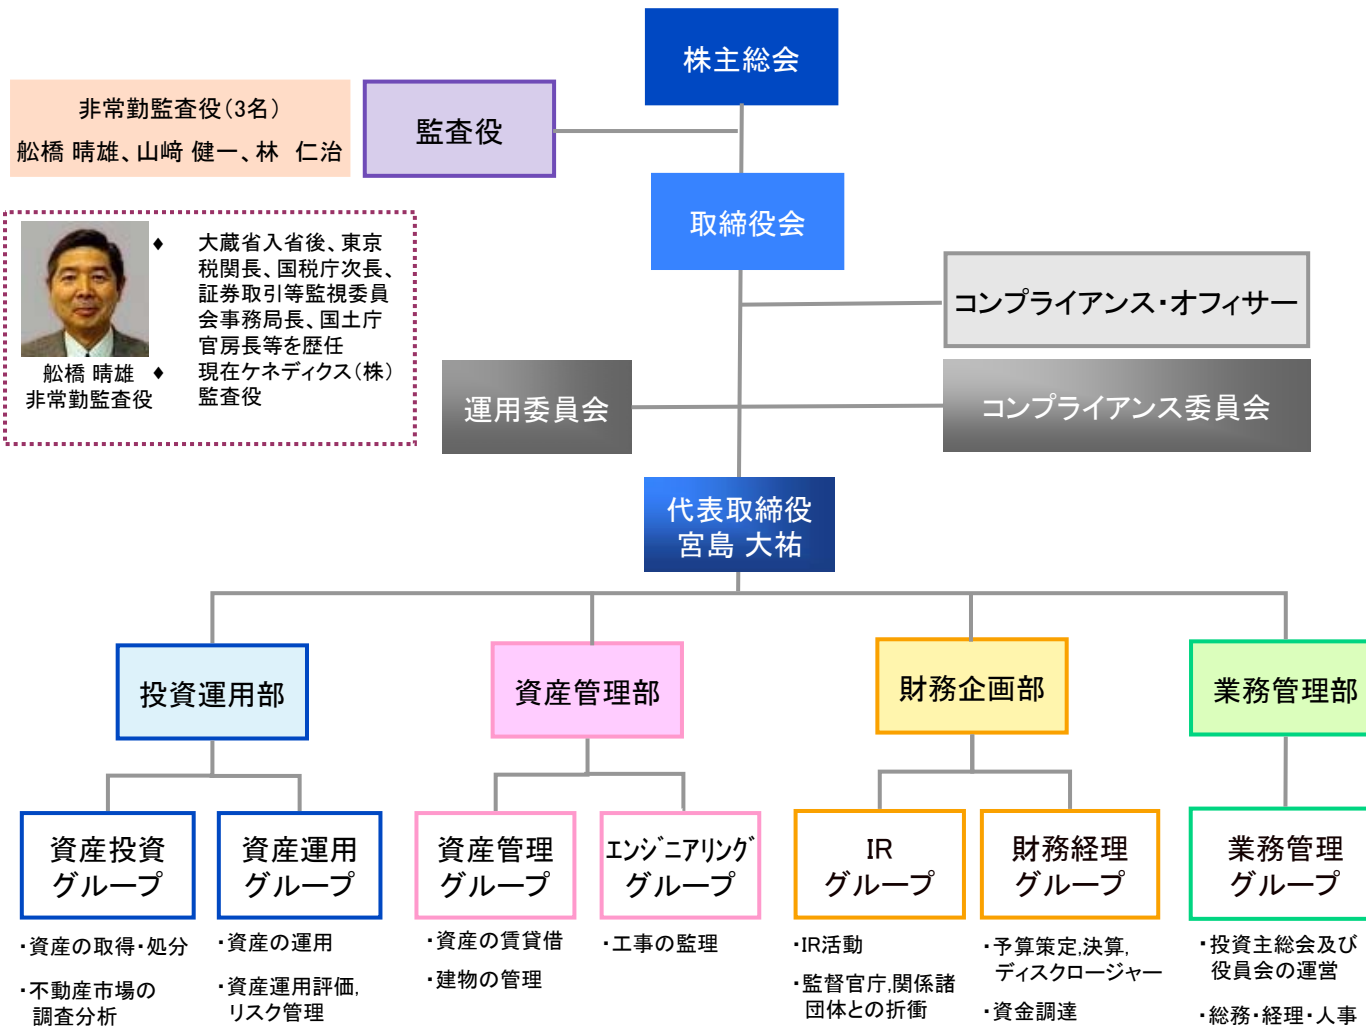 株主総会
非常勤監査役（3名）
舩橋 晴雄、山﨑 健一、林　仁治
監査役
取締役会
♦ 大蔵省入省後、東京
税関長、国税庁次長、
証券取引等監視委員
会事務局長、国土庁
官房長等を歴任
♦ 現在ケネディクス（株）
監査役
舩橋 晴雄
非常勤監査役
コンプライアンス・オフィサー
運用委員会
コンプライアンス委員会
代表取締役
宮島 大祐
投資運用部
資産管理部
財務企画部
業務管理部
資産投資
グループ
資産運用
グループ
資産管理
グループ
エンジニアリング
グループ
IR
グループ
財務経理
グループ
業務管理
グループ
・資産の取得・処分
・不動産市場の
調査分析
・資産の運用
・資産運用評価,
リスク管理
・資産の賃貸借
・建物の管理
・工事の監理
・IR活動
・監督官庁,関係諸
団体との折衝
・予算策定,決算,
ディスクロージャー
・資金調達
・投資主総会及び
役員会の運営
・総務・経理・人事